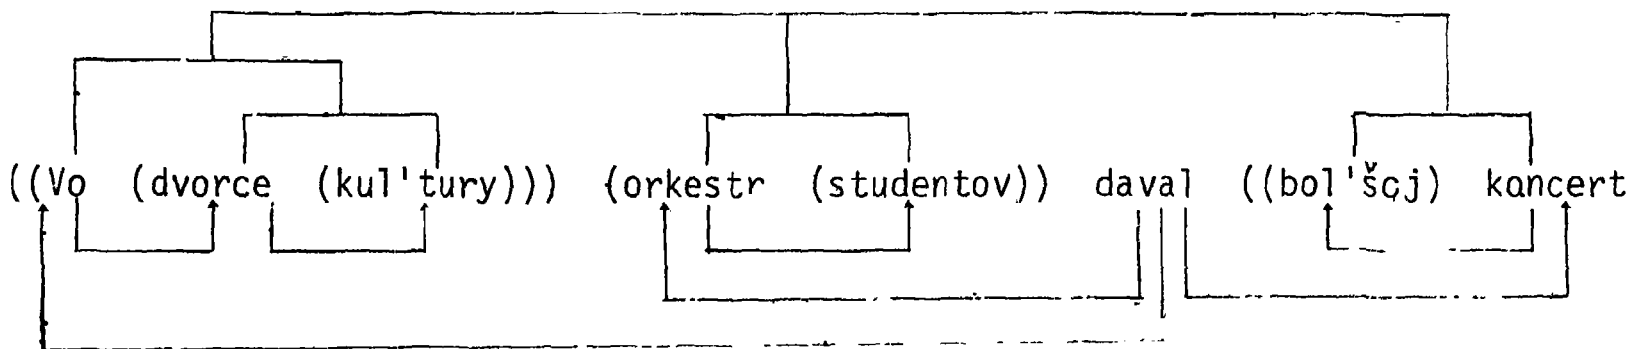 ((Vo (dvorce (kul'tury))) (orkestr (studentov)) daval ((bol'šoj) koncert